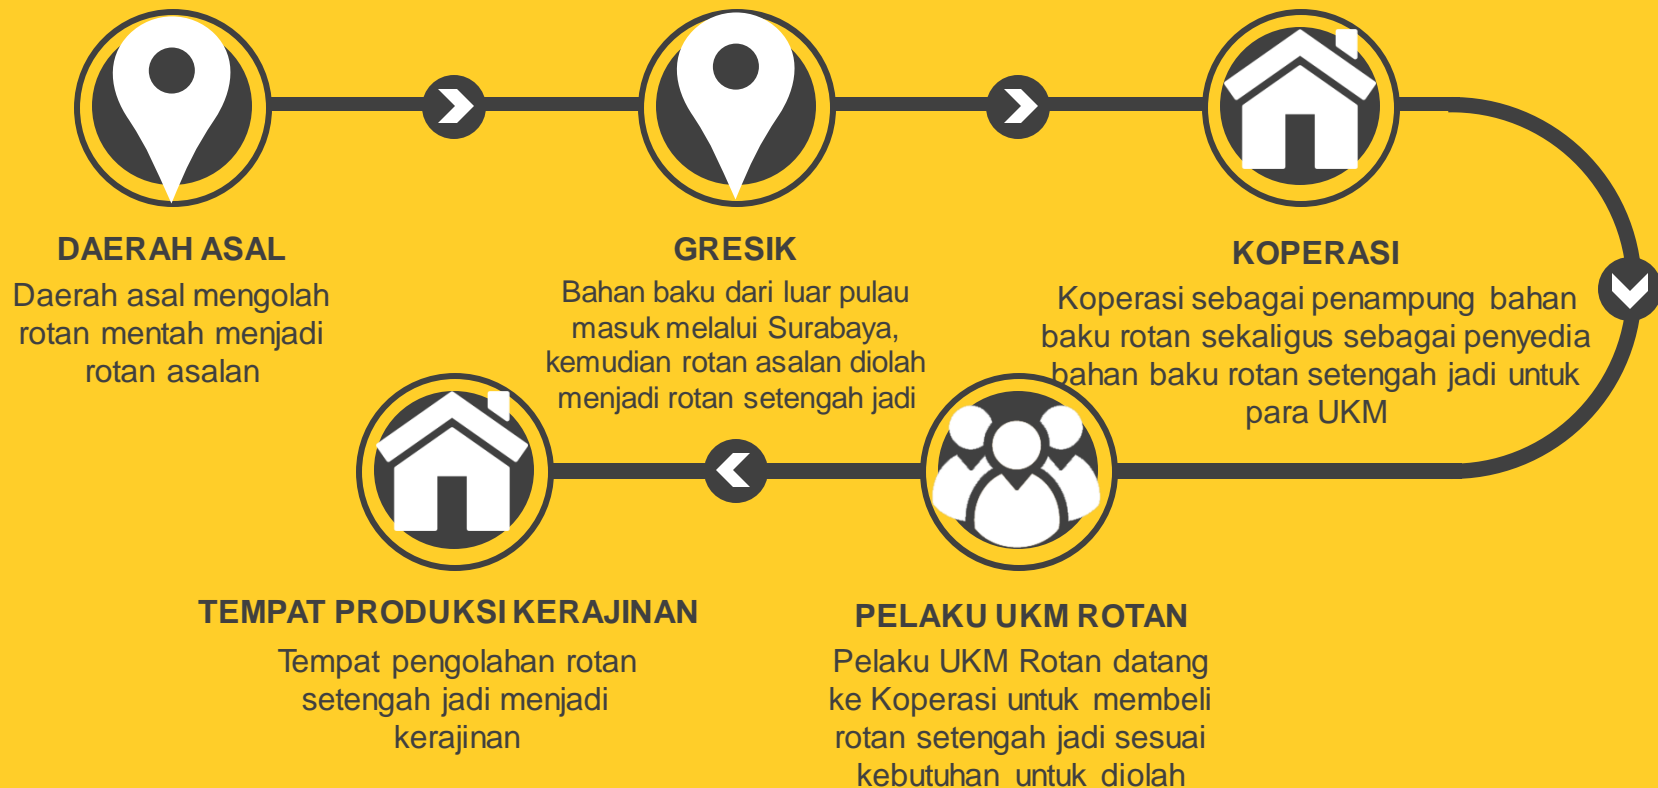 DAERAH ASAL
Daerah asal mengolah
rotan mentah menjadi
rotan asalan
GRESIK
Bahan baku dari luar pulau
masuk melalui Surabaya,
kemudian rotan asalan diolah
menjadi rotan setengah jadi
KOPERASI
Koperasi sebagai penampung bahan
baku rotan sekaligus sebagai penyedia
bahan baku rotan setengah jadi untuk
para UKM
PELAKU UKM ROTAN
Pelaku UKM Rotan datang
ke Koperasi untuk membeli
rotan setengah jadi sesuai
kebutuhan untuk diolah
TEMPAT PRODUKSI KERAJINAN
Tempat pengolahan rotan
setengah jadi menjadi
kerajinan